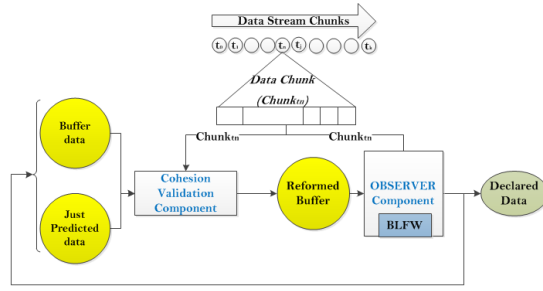 Data Stream Chunks
t₀ t₁ tₙ tⱼ tₖ
Data Chunk
(Chunkₜₙ)
Chunkₜₙ
Chunkₜₙ
Buffer
data
Just
Predicted
data
Cohesion
Validation
Component
Reformed
Buffer
OBSERVER
Component
BLFW
Declared
Data